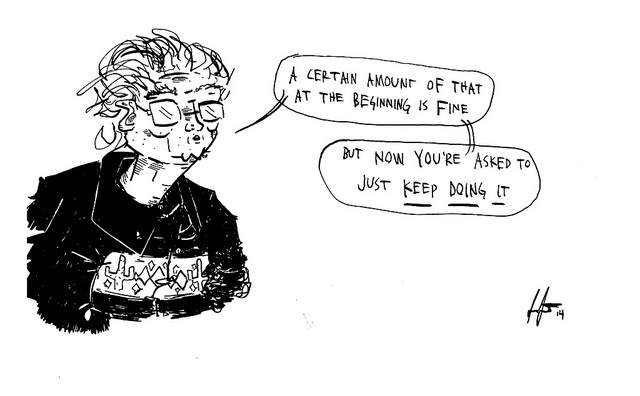 A CERTAIN AMOUNT OF THAT
AT THE BEGINNING IS FINE
BUT NOW YOU'RE ASKED TO
JUST KEEP DOING IT
14